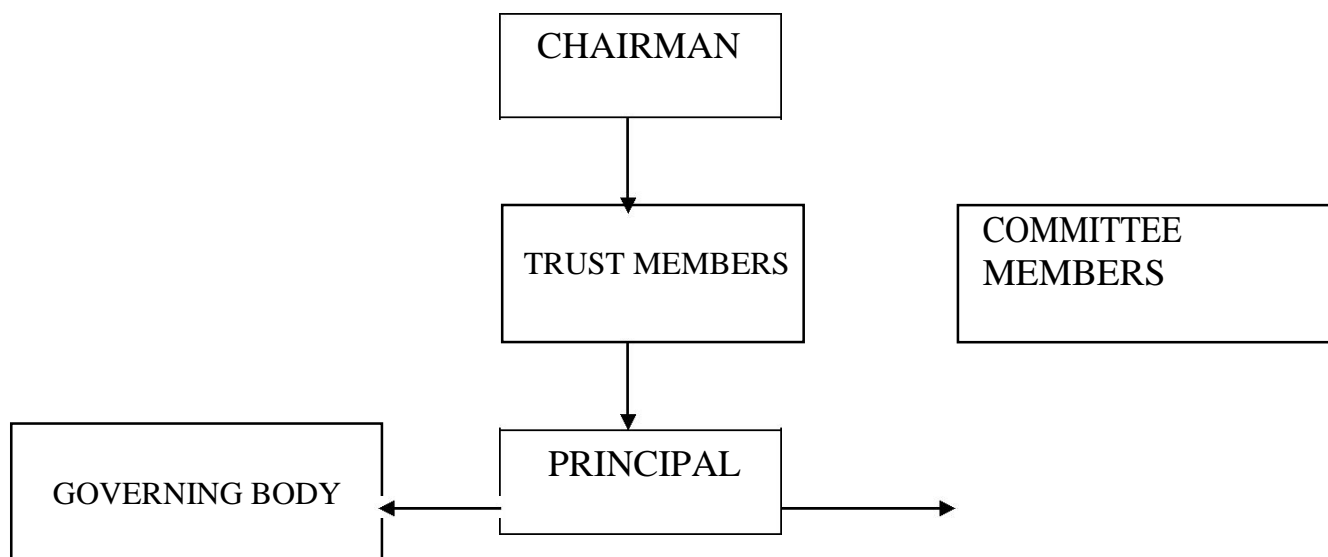 CHAIRMAN
TRUST MEMBERS
COMMITTEE
MEMBERS
PRINCIPAL
GOVERNING BODY